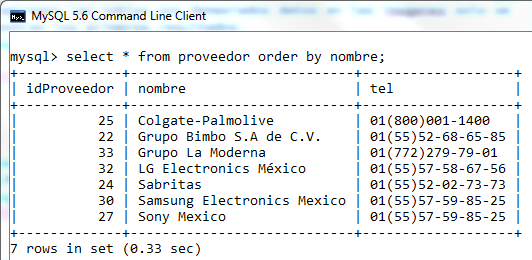 MySQL 5.6 Command Line Client
mysql> select * from proveedor order by nombre;
+-------------+----------------------------+-------------------+
| idProveedor | nombre | tel |
+-------------+----------------------------+-------------------+
| 25 | Colgate-Palmolive | 01(800)001-1400 |
| 22 | Grupo Bimbo S.A de C.V. | 01(55)52-68-65-85 |
| 33 | Grupo La Moderna | 01(772)279-79-01 |
| 32 | LG Electronics México | 01(55)57-58-67-56 |
| 24 | Sabritas | 01(55)52-02-73-73 |
| 30 | Samsung Electronics Mexico | 01(55)57-59-85-25 |
| 27 | Sony Mexico | 01(55)57-59-85-25 |
+-------------+----------------------------+-------------------+
7 rows in set (0.33 sec)